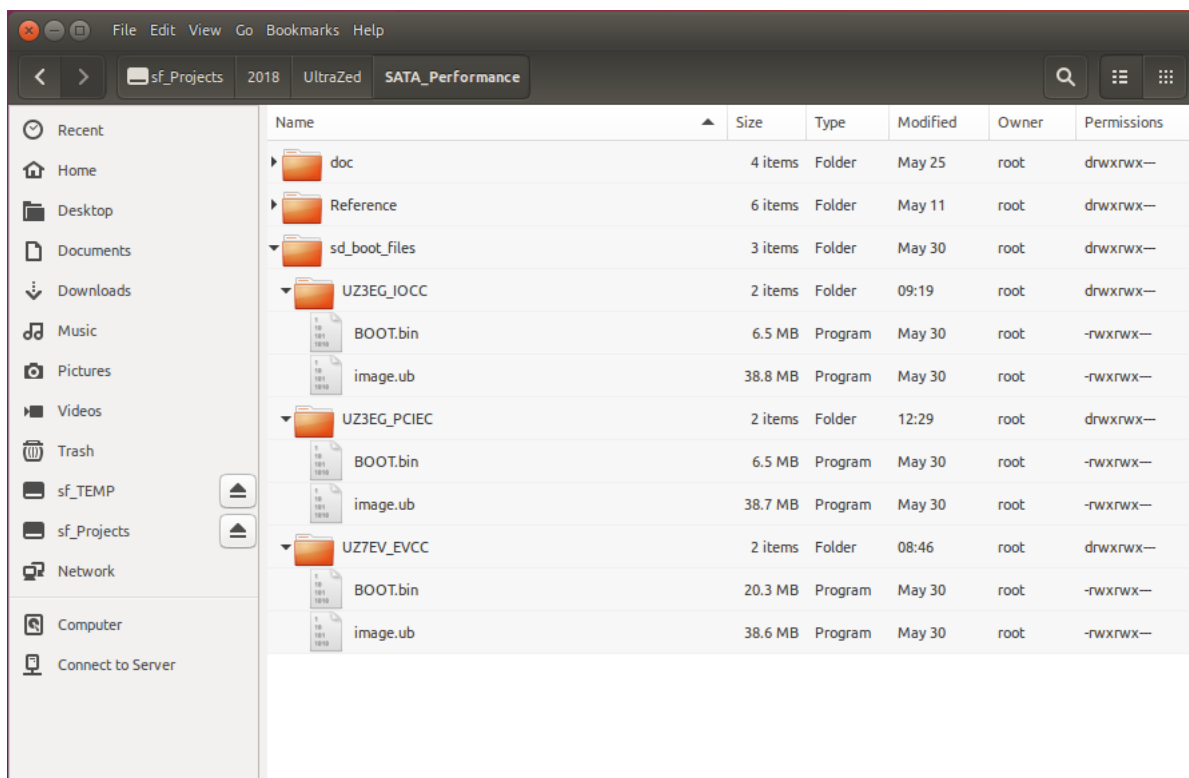 File Edit View Go Bookmarks Help
sf_Projects 2018 UltraZed SATA_Performance
Recent
Home
Desktop
Documents
Downloads
Music
Pictures
Videos
Trash
sf_TEMP
sf_Projects
Network
Computer
Connect to Server
Name Size Type Modified Owner Permissions
doc 4 items Folder May 25 root drwxrwx---
Reference 6 items Folder May 11 root drwxrwx---
sd_boot_files 3 items Folder May 30 root drwxrwx---
UZ3EG_IOCC 2 items Folder 09:19 root drwxrwx---
BOOT.bin 6.5 MB Program May 30 root -rwxrwx---
image.ub 38.8 MB Program May 30 root -rwxrwx---
UZ3EG_PCIEC 2 items Folder 12:29 root drwxrwx---
BOOT.bin 6.5 MB Program May 30 root -rwxrwx---
image.ub 38.7 MB Program May 30 root -rwxrwx---
UZ7EV_EVCC 2 items Folder 08:46 root drwxrwx---
BOOT.bin 20.3 MB Program May 30 root -rwxrwx---
image.ub 38.6 MB Program May 30 root -rwxrwx---